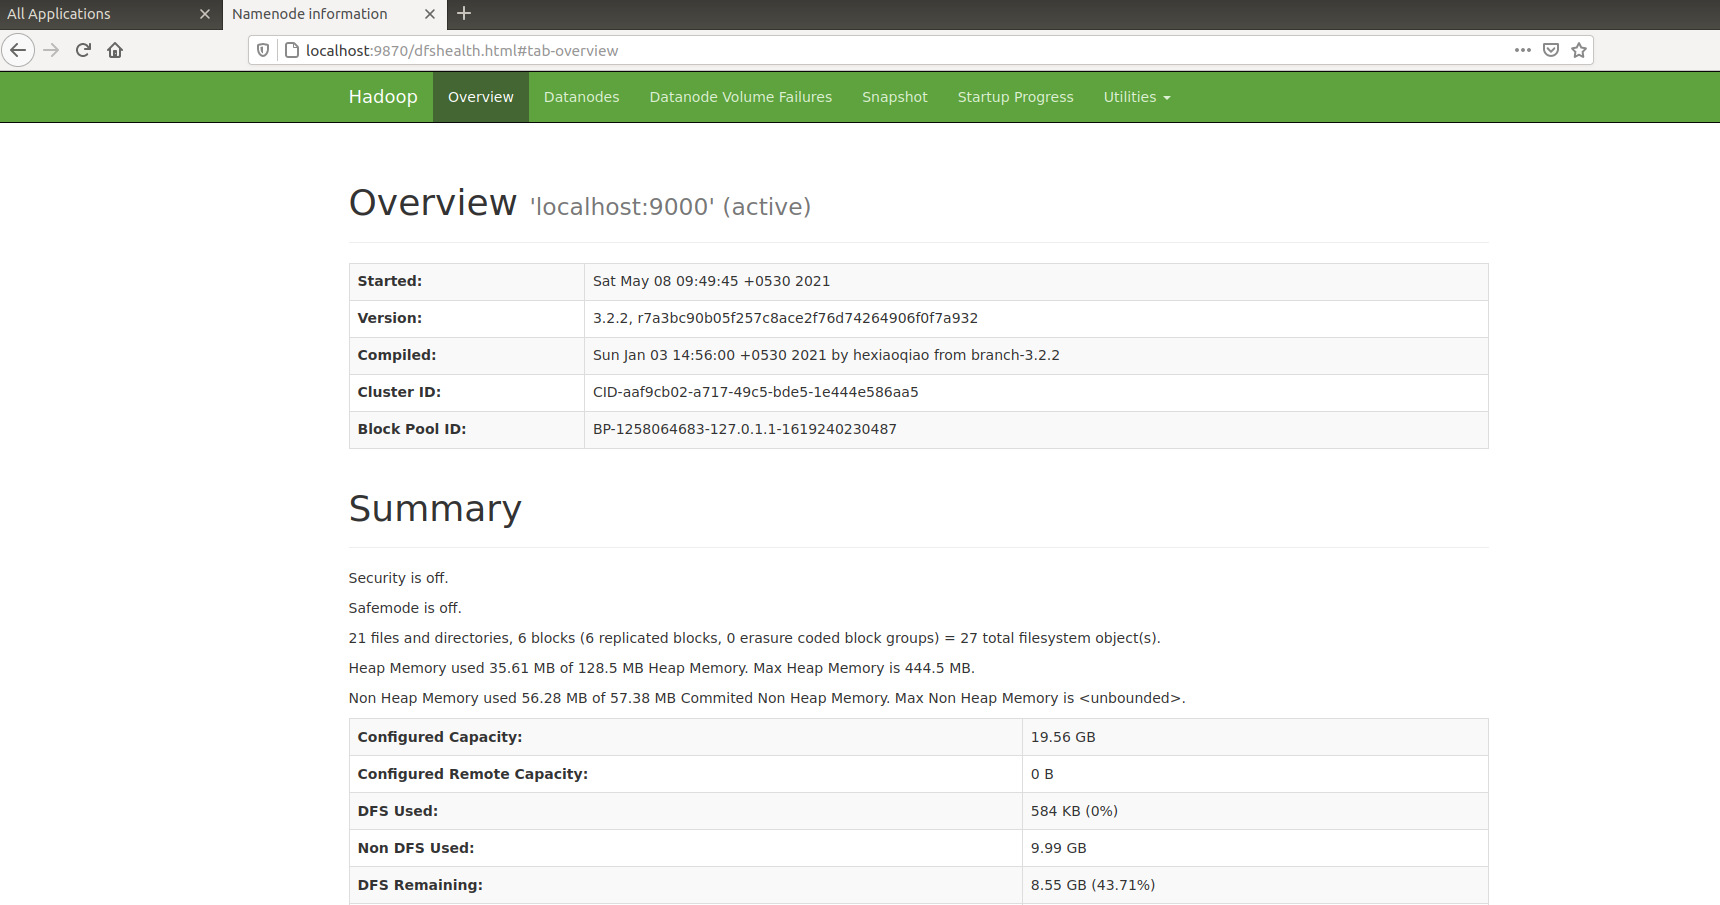 All Applications
Namenode information
localhost:9870/dfshealth.html#tab-overview
Hadoop Overview Datanodes Datanode Volume Failures Snapshot Startup Progress Utilities
Overview 'localhost:9000' (active)
Started: Sat May 08 09:49:45 +0530 2021
Version: 3.2.2, r7a3bc90b05f257c8ace2f76d74264906f0f7a932
Compiled: Sun Jan 03 14:56:00 +0530 2021 by hexiaoqiao from branch-3.2.2
Cluster ID: CID-aaf9cb02-a717-49c5-bde5-1e444e586aa5
Block Pool ID: BP-1258064683-127.0.1.1-1619240230487
Summary
Security is off.
Safemode is off.
21 files and directories, 6 blocks (6 replicated blocks, 0 erasure coded block groups) = 27 total filesystem object(s).
Heap Memory used 35.61 MB of 128.5 MB Heap Memory. Max Heap Memory is 444.5 MB.
Non Heap Memory used 56.28 MB of 57.38 MB Commited Non Heap Memory. Max Non Heap Memory is <unbounded>.
Configured Capacity: 19.56 GB
Configured Remote Capacity: 0 B
DFS Used: 584 KB (0%)
Non DFS Used: 9.99 GB
DFS Remaining: 8.55 GB (43.71%)